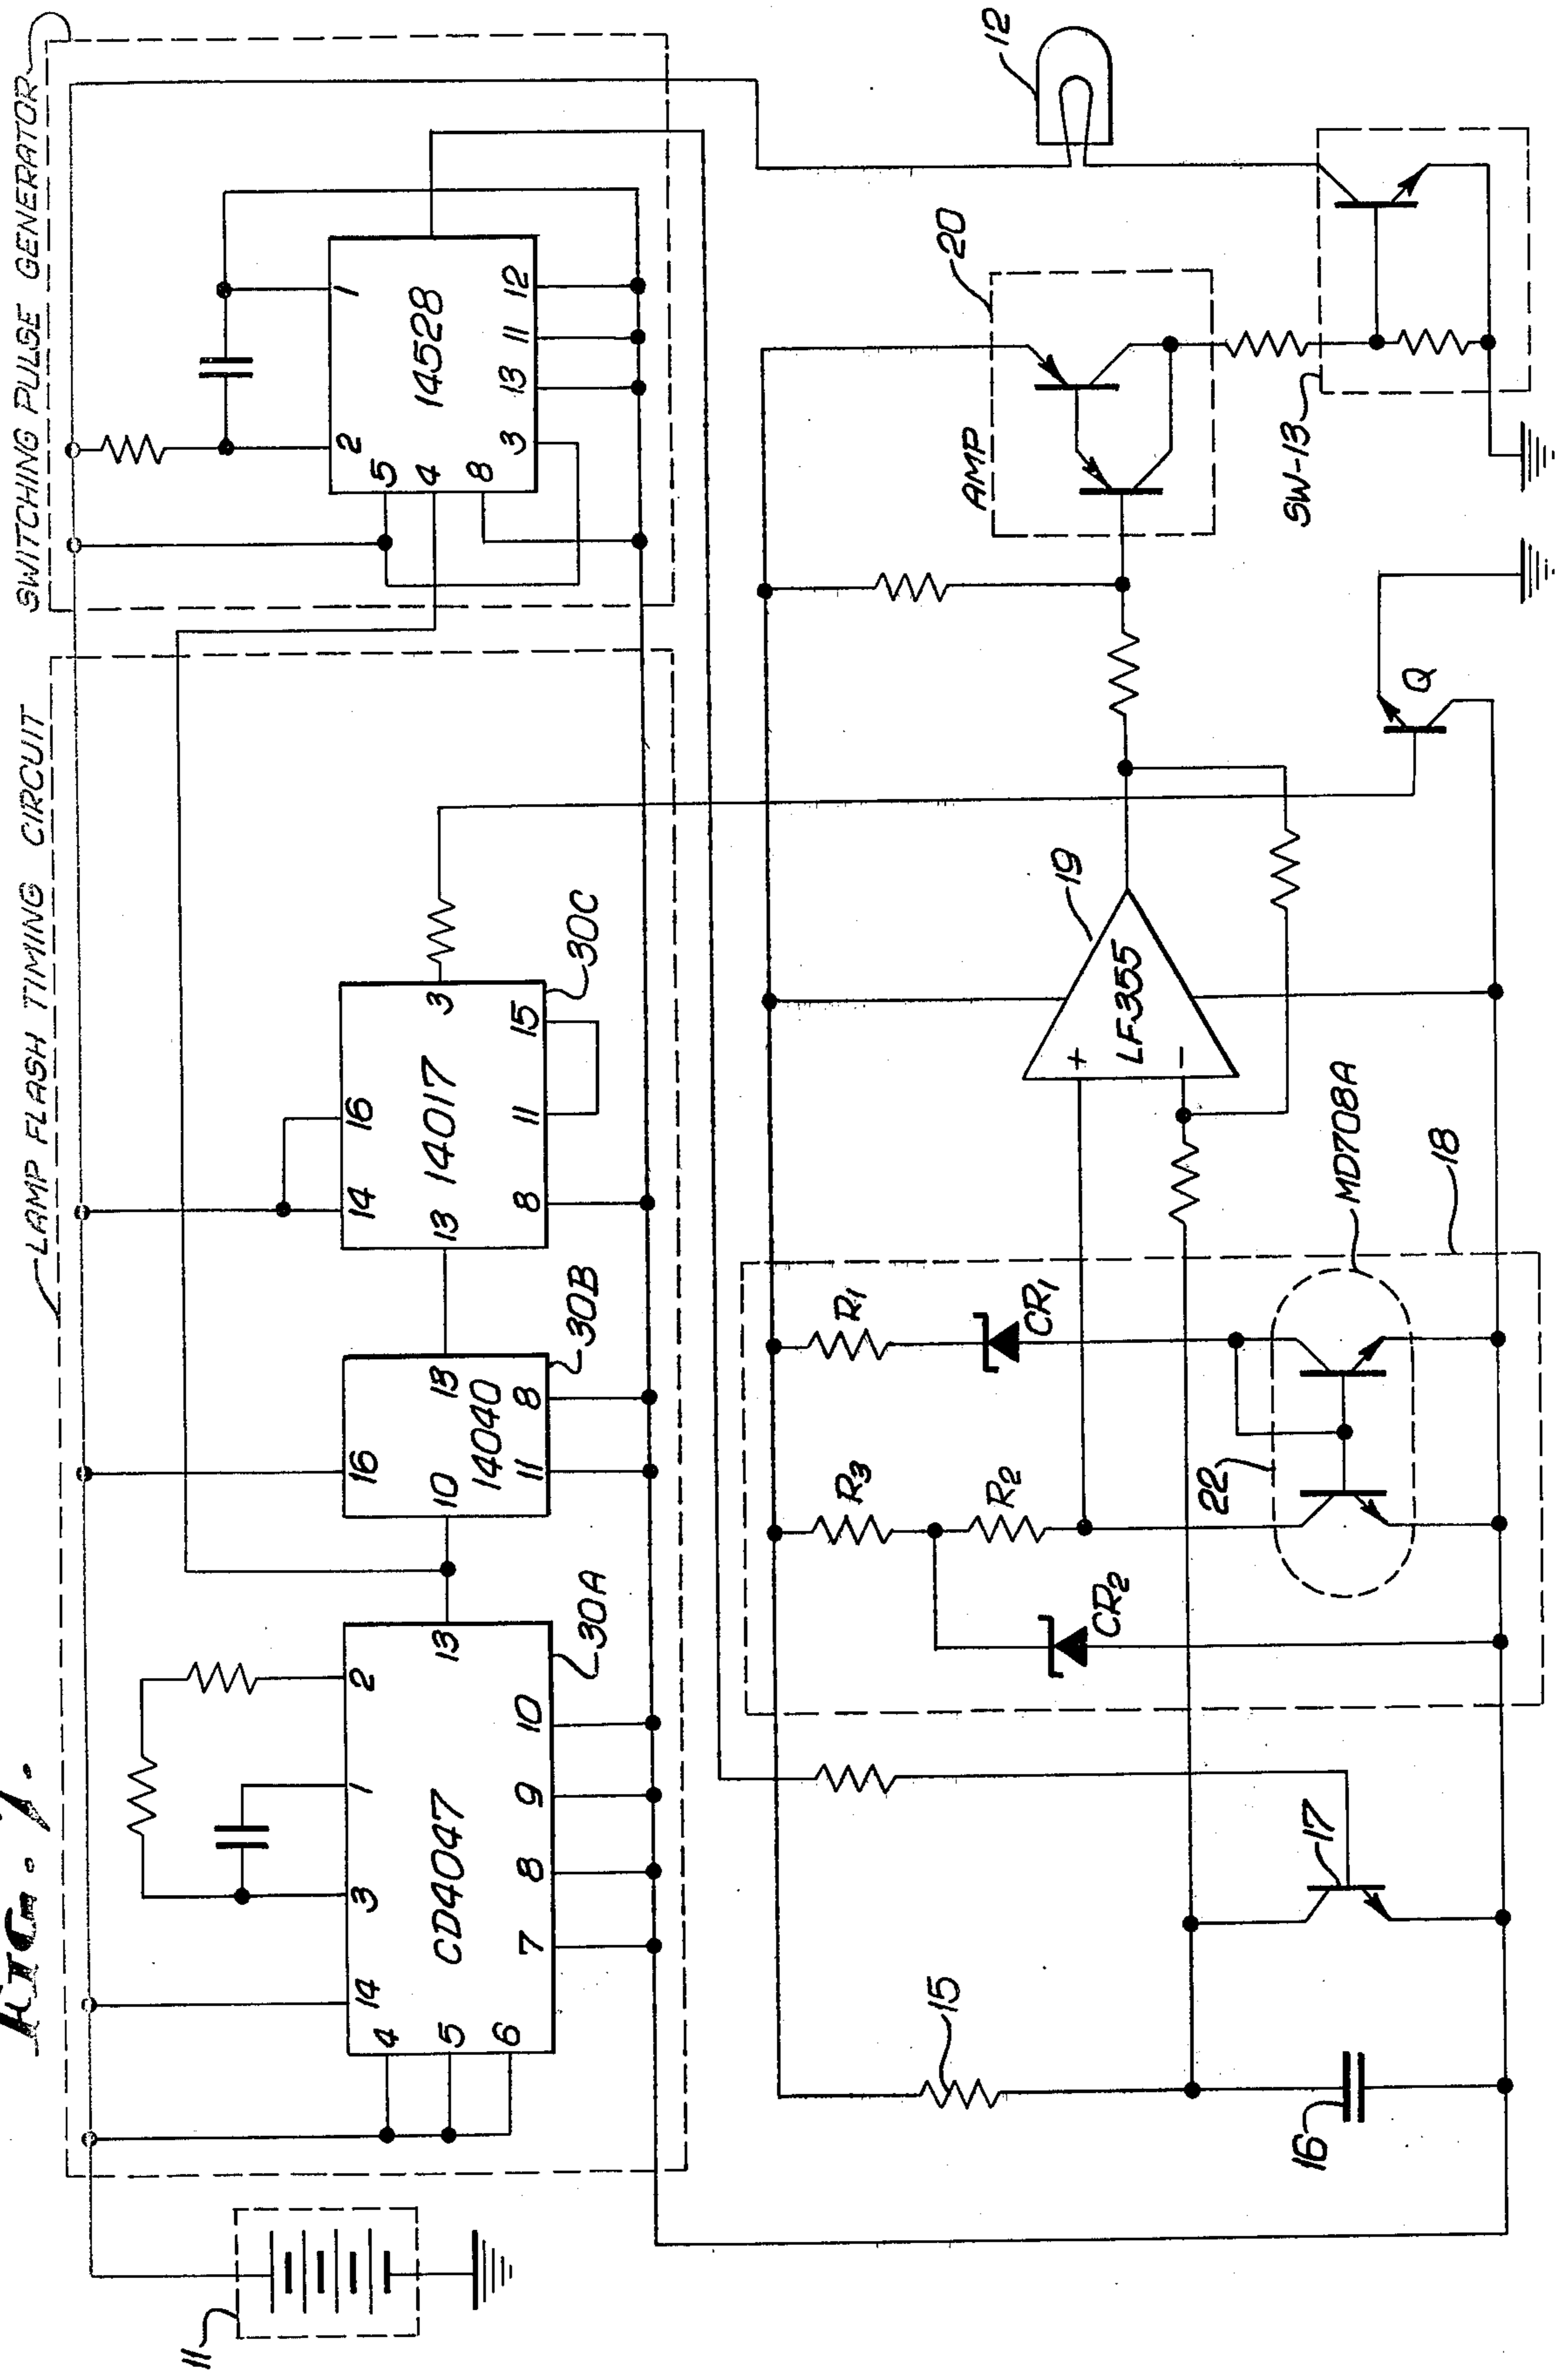 FIG. 7.
LAMP FLASH TIMING CIRCUIT
SWITCHING PULSE GENERATOR
11
14
3
1
2
4
5
6
CD4047
13
7
8
9
10
30A
16
10
13
14040
11
8
30B
14
16
13
14017
3
8
11
15
30C
2
1
5
4
8
14528
3
13
11
12
15
16
17
R3
R1
R2
CR2
CR1
22
MD708A
18
+
−
LF355
19
AMP
20
Q
SW-13
12